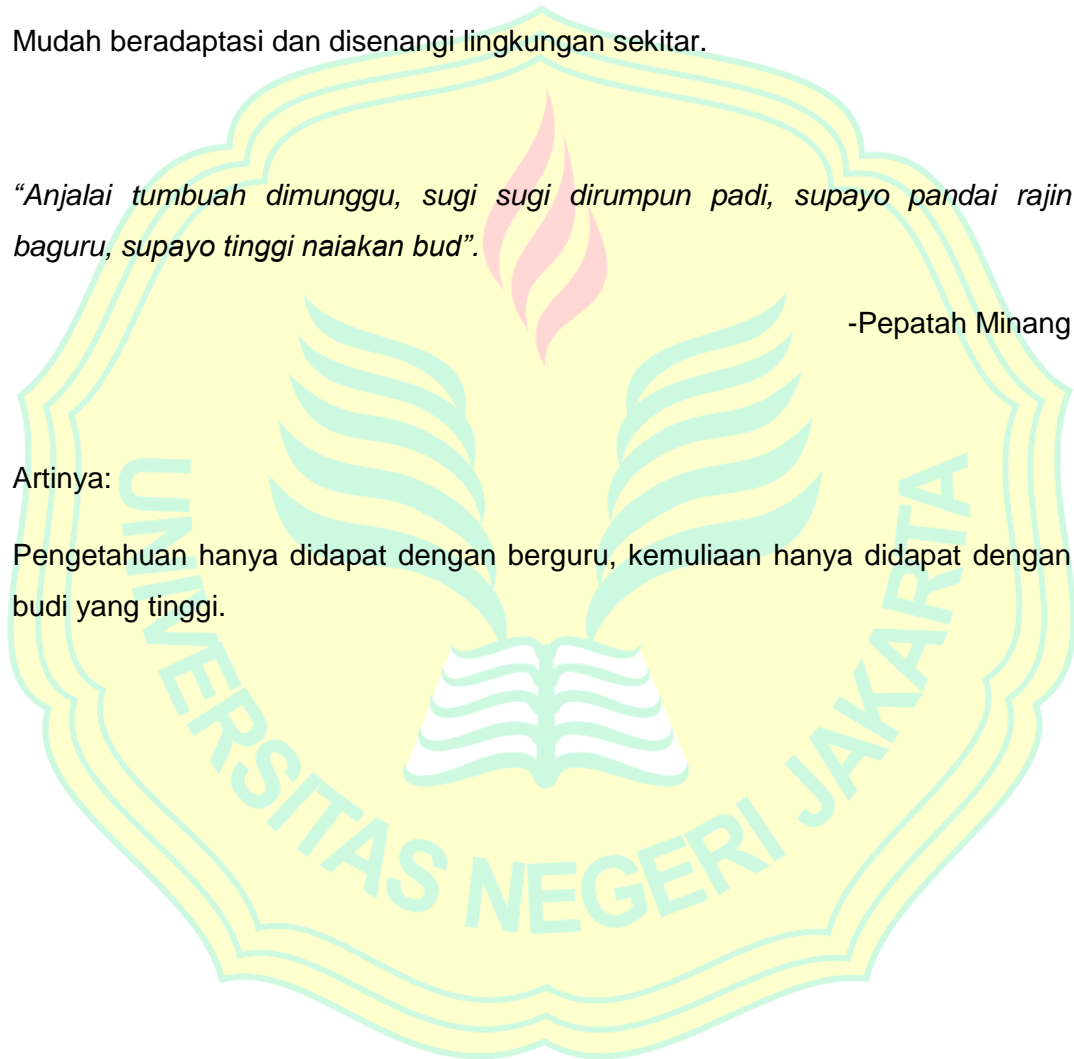 Mudah beradaptasi dan disenangi lingkungan sekitar.
“Anjalai tumbuah dimunggu, sugi sugi dirumpun padi, supayo pandai rajin
baguru, supayo tinggi naiakan bud”.
-Pepatah Minang
Artinya:
Pengetahuan hanya didapat dengan berguru, kemuliaan hanya didapat dengan
budi yang tinggi.
UNIVERSITAS NEGERI JAKARTA